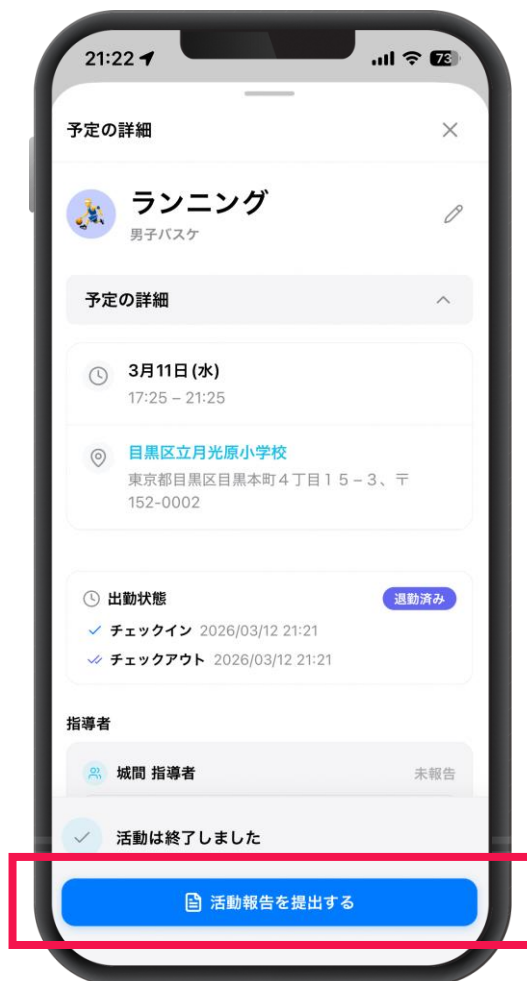 21:22
73
予定の詳細
ランニング
男子バスケ
予定の詳細
3月11日(水)
17:25 – 21:25
目黒区立月光原小学校
東京都目黒区目黒本町4丁目15−3、〒
152-0002
出勤状態
退勤済み
チェックイン 2026/03/12 21:21
チェックアウト 2026/03/12 21:21
指導者
城間 指導者
未報告
活動は終了しました
活動報告を提出する